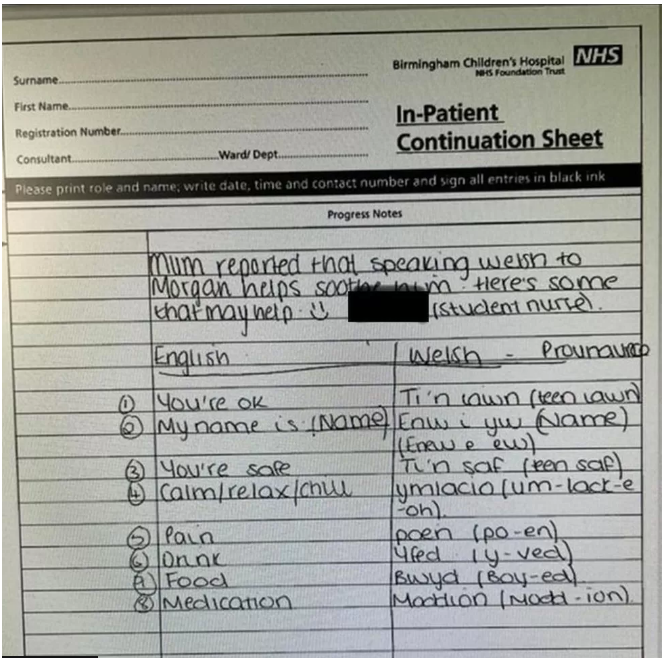 Surname
First Name
Registration Number
Consultant Ward/ Dept.
Birmingham Children's Hospital NHS
NHS Foundation Trust
In-Patient
Continuation Sheet
Please print role and name, write date, time and contact number and sign all entries in black ink
Progress Notes
Mum reported that speaking welsh to
Morgan helps soothe him. Here's some
that may help. (student nurse).
English Welsh -
① You're ok Ti'n iawn (teen iawn)
② My name is (Name) Enw i yw (Name)
(Enew e ew)
③ You're safe Ti'n saf (teen saf)
④ Calm/relax/chill ymlacio (um-lack-e
-oh).
⑤ Pain poen (po-en)
⑥ Drink Yfed (y-ved)
⑦ Food Bwyd (Boy-ed)
⑧ Medication (Modd-ion).